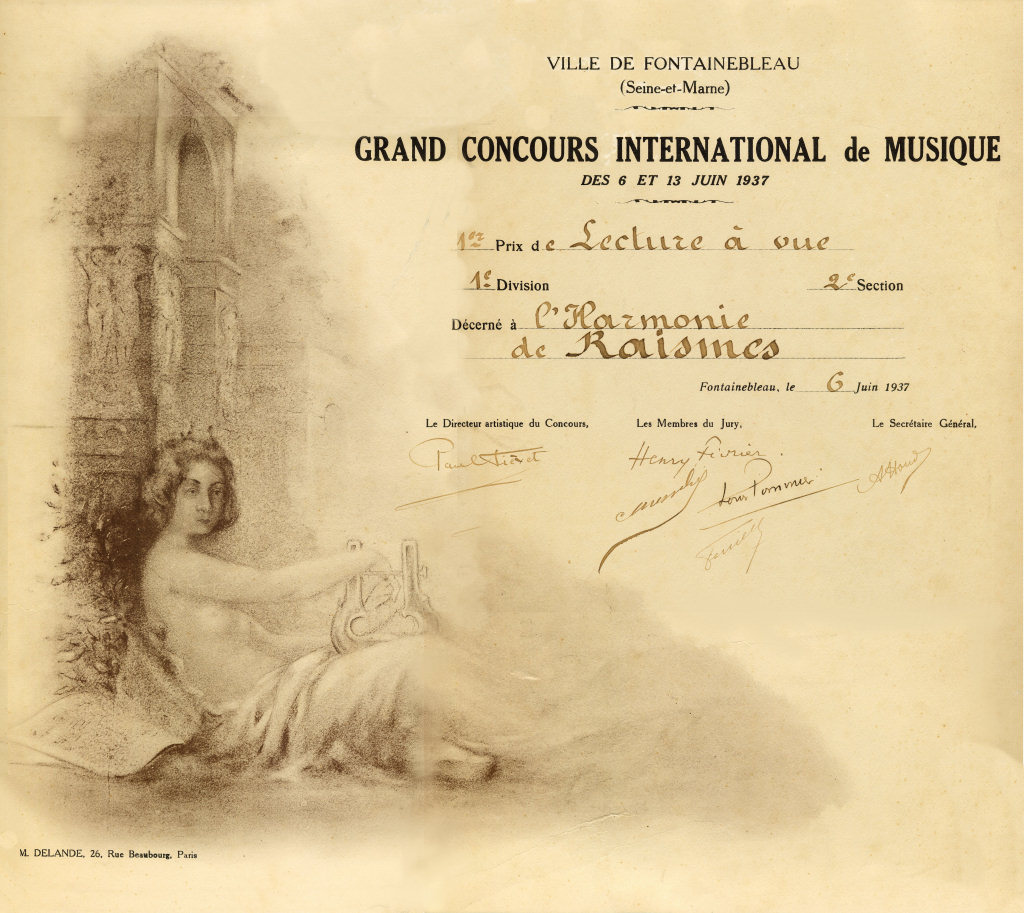 VILLE DE FONTAINEBLEAU
(Seine-et-Marne)
GRAND CONCOURS INTERNATIONAL de MUSIQUE
DES 6 ET 13 JUIN 1937
1er Prix de Lecture à vue
1e Division 2e Section
Décerné à l'Harmonie
de Raismes
Fontainebleau, le 6 Juin 1937
Le Directeur artistique du Concours, Les Membres du Jury, Le Secrétaire Général,
Paul Henry Février
Louis Pommier
M. DELANDE, 26, Rue Beaubourg, Paris